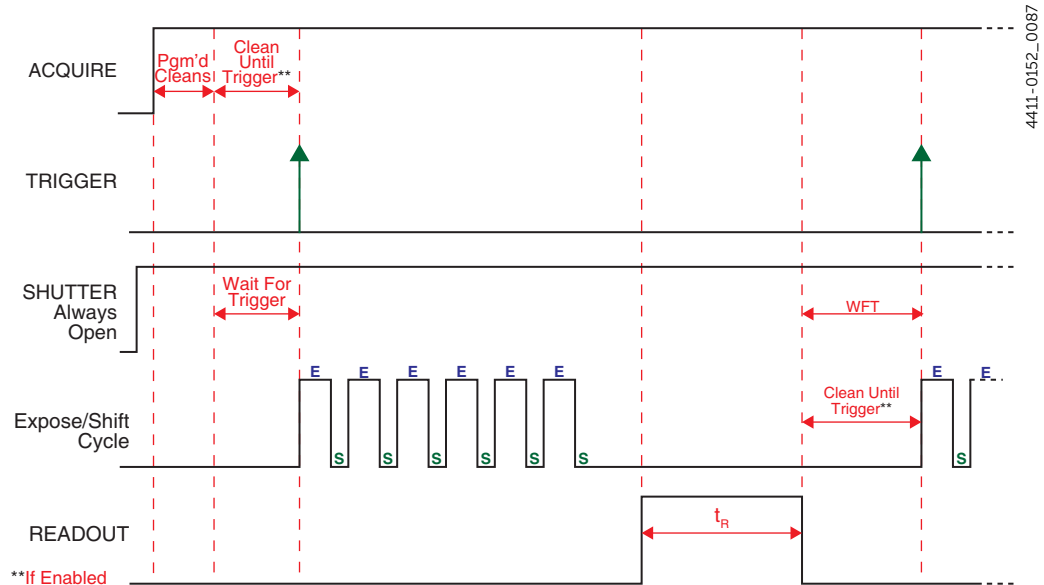 4411-0152_0087
ACQUIRE
Pgm'd
Cleans
Clean
Until
Trigger**
TRIGGER
SHUTTER
Always
Open
Wait For
Trigger
WFT
E E E E E E E E
Expose/Shift
Cycle
Clean Until
Trigger**
S S S S S S S
READOUT
tR
**If Enabled